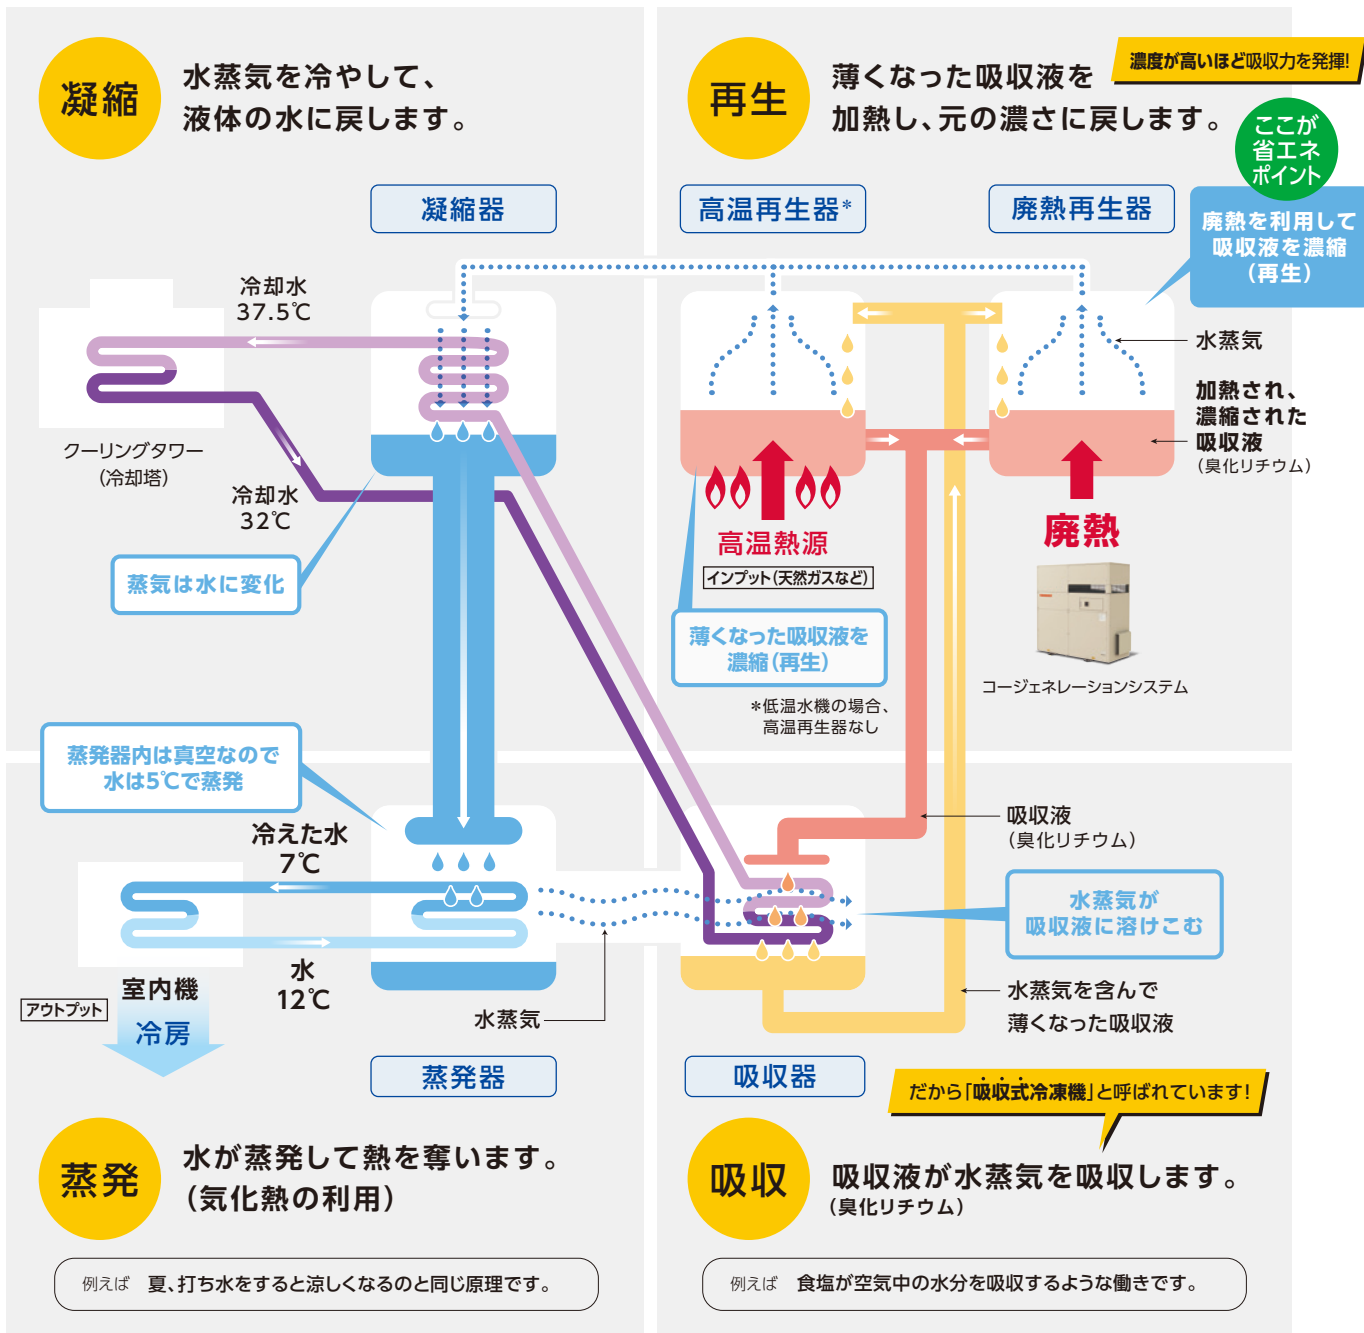 凝縮
水蒸気を冷やして、
液体の水に戻します。
凝縮器
冷却水
37.5℃
クーリングタワー
(冷却塔)
冷却水
32℃
蒸気は水に変化
再生
薄くなった吸収液を
加熱し、元の濃さに戻します。
濃度が高いほど吸収力を発揮!
ここが
省エネ
ポイント
高温再生器*
廃熱再生器
廃熱を利用して
吸収液を濃縮
(再生)
水蒸気
加熱され、
濃縮された
吸収液
(臭化リチウム)
高温熱源
インプット(天然ガスなど)
廃熱
薄くなった吸収液を
濃縮(再生)
*低温水機の場合、
高温再生器なし
コージェネレーションシステム
蒸発器内は真空なので
水は5℃で蒸発
冷えた水
7℃
水
12℃
室内機
アウトプット
冷房
水蒸気
蒸発器
蒸発
水が蒸発して熱を奪います。
(気化熱の利用)
例えば 夏、打ち水をすると涼しくなるのと同じ原理です。
吸収液
(臭化リチウム)
水蒸気が
吸収液に溶けこむ
水蒸気を含んで
薄くなった吸収液
吸収器
だから「吸収式冷凍機」と呼ばれています!
吸収
吸収液が水蒸気を吸収します。
(臭化リチウム)
例えば 食塩が空気中の水分を吸収するような働きです。